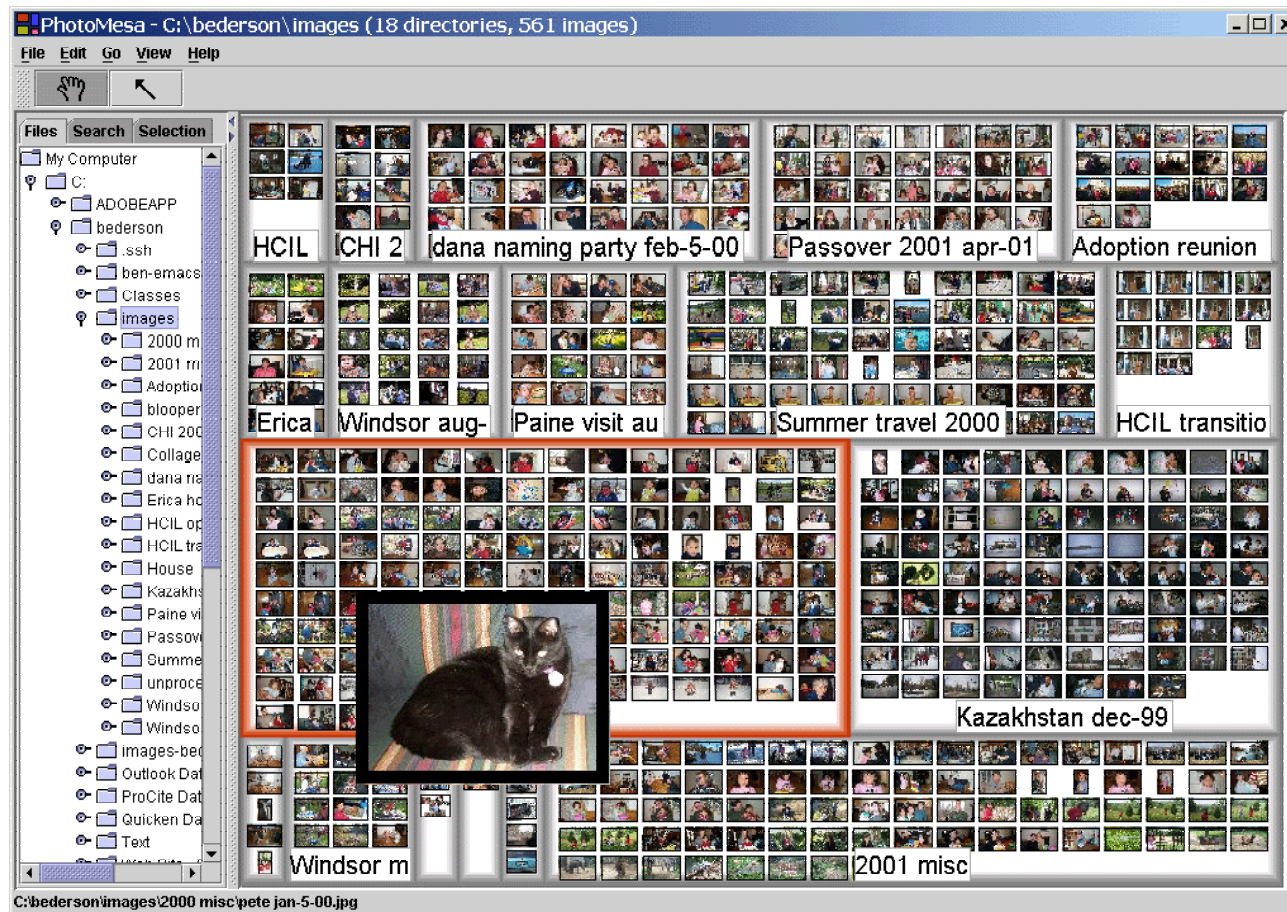 PhotoMesa - C:\bederson\images (18 directories, 561 images)
File Edit Go View Help
Files Search Selection
My Computer
C:
ADOBEAPP
bederson
.ssh
ben-emacs
Classes
images
2000 m
2001 m
Adoptio
blooper
CHI 200
Collage
dana na
Erica ho
HCIL op
HCIL tra
House
Kazakhs
Paine vi
Passov
Summe
unproce
Windso
Windso
images-bed
Outlook Dat
ProCite Dat
Quicken Da
Text
HCIL
CHI 2
dana naming party feb-5-00
Passover 2001 apr-01
Adoption reunion
Erica
Windsor aug-
Paine visit au
Summer travel 2000
HCIL transitio
Kazakhstan dec-99
Windsor m
2001 misc
C:\bederson\images\2000 misc\pete jan-5-00.jpg